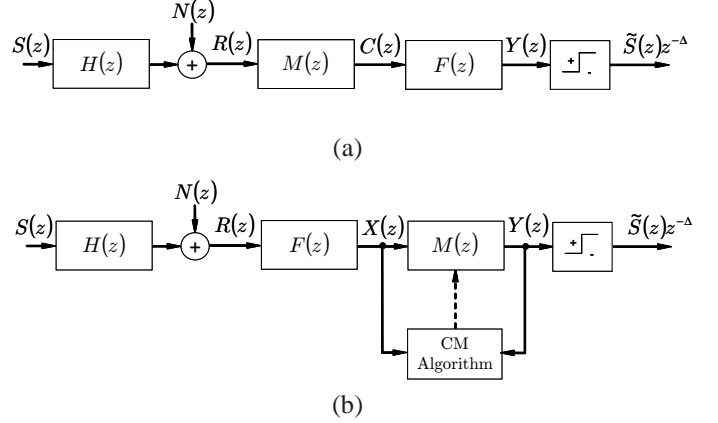 N(z)
S(z) H(z) + R(z) M(z) C(z) F(z) Y(z) + - S̃(z)z^{-Δ}
(a)
N(z)
S(z) H(z) + R(z) F(z) X(z) M(z) Y(z) + - S̃(z)z^{-Δ}
CM
Algorithm
(b)